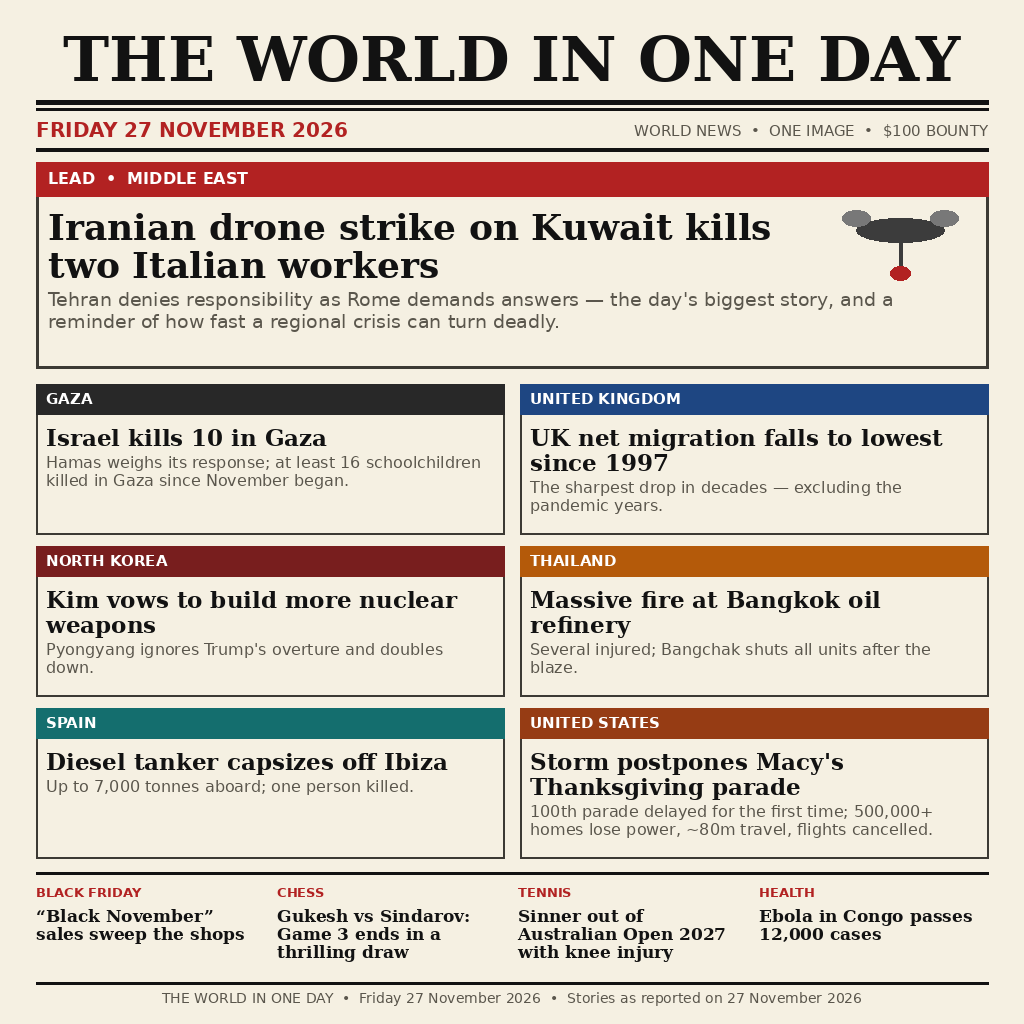 THE WORLD IN ONE DAY
FRIDAY 27 NOVEMBER 2026
WORLD NEWS • ONE IMAGE • $100 BOUNTY
LEAD • MIDDLE EAST
Iranian drone strike on Kuwait kills
two Italian workers
Tehran denies responsibility as Rome demands answers — the day's biggest story, and a
reminder of how fast a regional crisis can turn deadly.
GAZA
Israel kills 10 in Gaza
Hamas weighs its response; at least 16 schoolchildren
killed in Gaza since November began.
UNITED KINGDOM
UK net migration falls to lowest
since 1997
The sharpest drop in decades — excluding the
pandemic years.
NORTH KOREA
Kim vows to build more nuclear
weapons
Pyongyang ignores Trump's overture and doubles
down.
THAILAND
Massive fire at Bangkok oil
refinery
Several injured; Bangchak shuts all units after the
blaze.
SPAIN
Diesel tanker capsizes off Ibiza
Up to 7,000 tonnes aboard; one person killed.
UNITED STATES
Storm postpones Macy's
Thanksgiving parade
100th parade delayed for the first time; 500,000+
homes lose power, ~80m travel, flights cancelled.
BLACK FRIDAY
“Black November”
sales sweep the shops
CHESS
Gukesh vs Sindarov:
Game 3 ends in a
thrilling draw
TENNIS
Sinner out of
Australian Open 2027
with knee injury
HEALTH
Ebola in Congo passes
12,000 cases
THE WORLD IN ONE DAY • Friday 27 November 2026 • Stories as reported on 27 November 2026